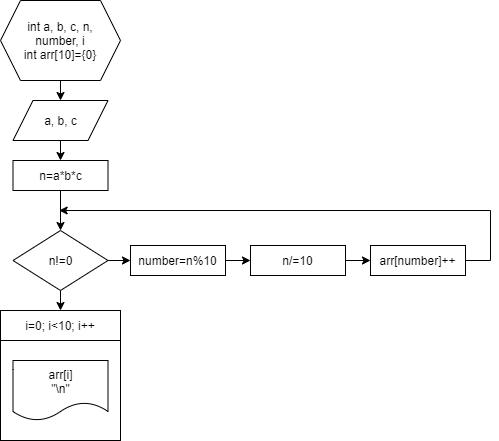 int a, b, c, n,
number, i
int arr[10]={0}
a, b, c
n=a*b*c
n!=0
number=n%10
n/=10
arr[number]++
i=0; i<10; i++
arr[i]
"\n"